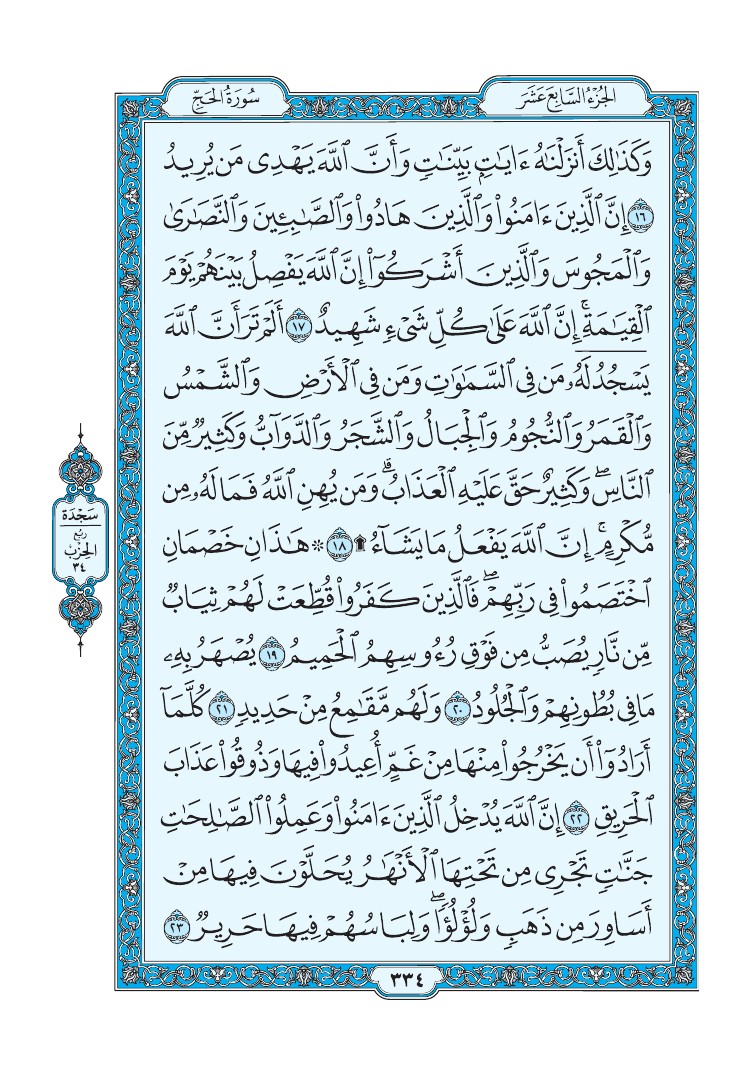 الجُزْءُ السَّابِعَ عَشَرَ
سُورَةُ الحَجِّ
وَكَذَٰلِكَ أَنزَلْنَٰهُ ءَايَٰتٍۭ بَيِّنَٰتٍ وَأَنَّ ٱللَّهَ يَهْدِى مَن يُرِيدُ
١٦ إِنَّ ٱلَّذِينَ ءَامَنُوا۟ وَٱلَّذِينَ هَادُوا۟ وَٱلصَّٰبِـِٔينَ وَٱلنَّصَٰرَىٰ
وَٱلْمَجُوسَ وَٱلَّذِينَ أَشْرَكُوٓا۟ إِنَّ ٱللَّهَ يَفْصِلُ بَيْنَهُمْ يَوْمَ
ٱلْقِيَٰمَةِۚ إِنَّ ٱللَّهَ عَلَىٰ كُلِّ شَىْءٍ شَهِيدٌ ١٧ أَلَمْ تَرَ أَنَّ ٱللَّهَ
يَسْجُدُ لَهُۥ مَن فِى ٱلسَّمَٰوَٰتِ وَمَن فِى ٱلْأَرْضِ وَٱلشَّمْسُ
وَٱلْقَمَرُ وَٱلنُّجُومُ وَٱلْجِبَالُ وَٱلشَّجَرُ وَٱلدَّوَآبُّ وَكَثِيرٌ مِّنَ
ٱلنَّاسِۖ وَكَثِيرٌ حَقَّ عَلَيْهِ ٱلْعَذَابُۗ وَمَن يُهِنِ ٱللَّهُ فَمَا لَهُۥ مِن
مُّكْرِمٍۚ إِنَّ ٱللَّهَ يَفْعَلُ مَا يَشَآءُ ۩ ١٨ ۞ هَٰذَانِ خَصْمَانِ
ٱخْتَصَمُوا۟ فِى رَبِّهِمْۖ فَٱلَّذِينَ كَفَرُوا۟ قُطِّعَتْ لَهُمْ ثِيَابٌ
مِّن نَّارٍ يُصَبُّ مِن فَوْقِ رُءُوسِهِمُ ٱلْحَمِيمُ ١٩ يُصْهَرُ بِهِۦ
مَا فِى بُطُونِهِمْ وَٱلْجُلُودُ ٢٠ وَلَهُم مَّقَٰمِعُ مِنْ حَدِيدٍ ٢١ كُلَّمَآ
أَرَادُوٓا۟ أَن يَخْرُجُوا۟ مِنْهَا مِنْ غَمٍّ أُعِيدُوا۟ فِيهَا وَذُوقُوا۟ عَذَابَ
ٱلْحَرِيقِ ٢٢ إِنَّ ٱللَّهَ يُدْخِلُ ٱلَّذِينَ ءَامَنُوا۟ وَعَمِلُوا۟ ٱلصَّٰلِحَٰتِ
جَنَّٰتٍ تَجْرِى مِن تَحْتِهَا ٱلْأَنْهَٰرُ يُحَلَّوْنَ فِيهَا مِنْ
أَسَاوِرَ مِن ذَهَبٍ وَلُؤْلُؤًاۖ وَلِبَاسُهُمْ فِيهَا حَرِيرٌ ٢٣
سَجْدَة
رُبْع
الحِزْب
٣٤
٣٣٤